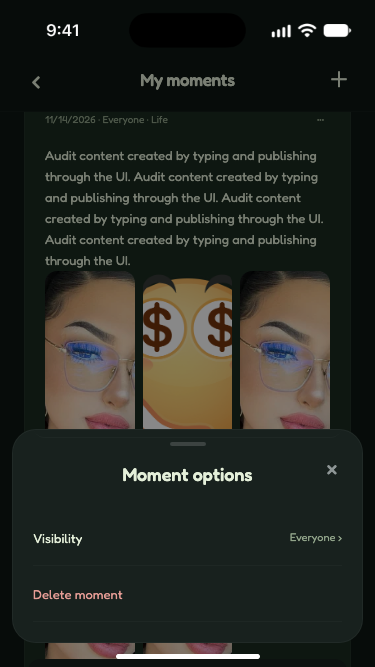 9:41
My moments
11/14/2026 · Everyone · Life
Audit content created by typing and publishing
through the UI. Audit content created by typing
and publishing through the UI. Audit content
created by typing and publishing through the UI.
Audit content created by typing and publishing
through the UI.
$ $
Moment options
Visibility
Everyone ›
Delete moment